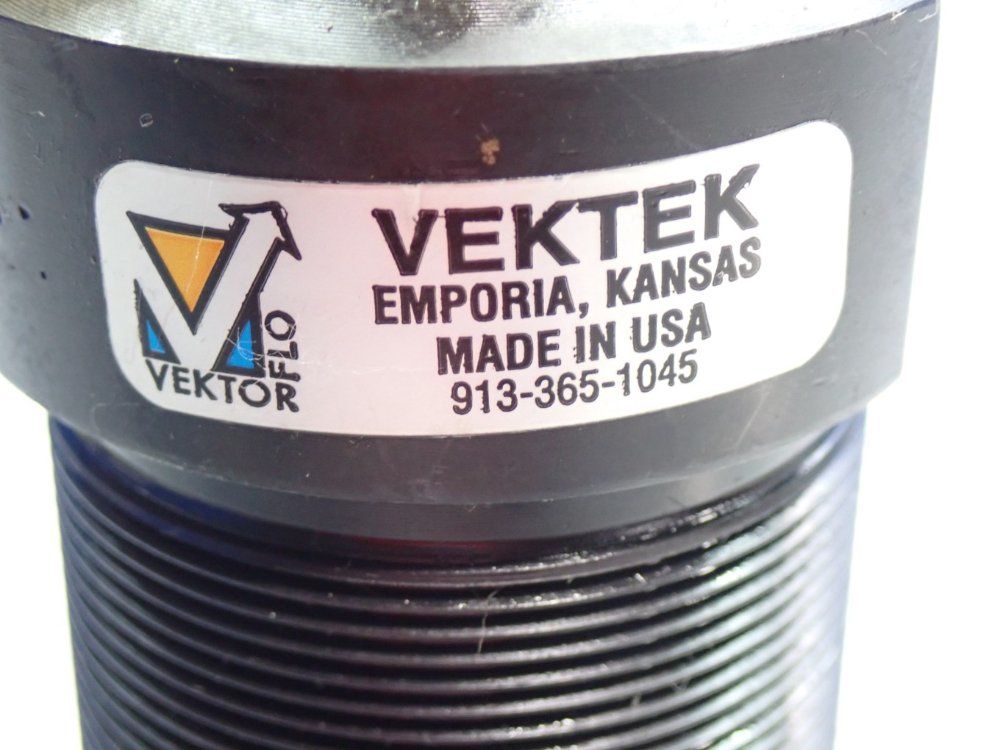 VEKTEK
EMPORIA, KANSAS
MADE IN USA
913-365-1045
VEKTOR
FLO